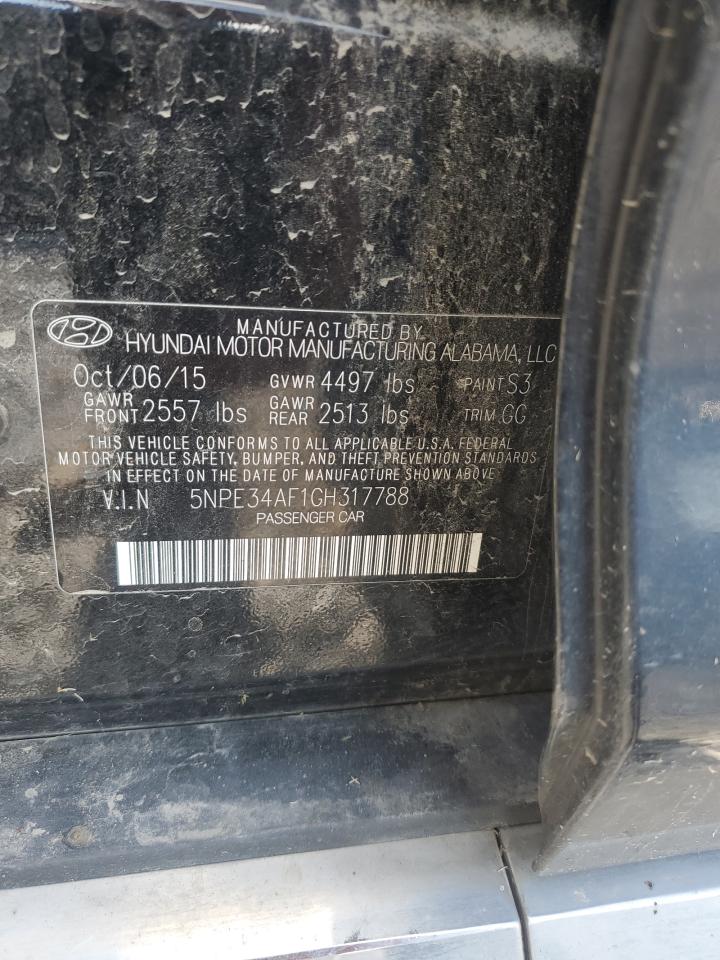 MANUFACTURED BY
HYUNDAI MOTOR MANUFACTURING ALABAMA, LLC
Oct/06/15 GVWR 4497 lbs PAINT S3
GAWR FRONT 2557 lbs GAWR REAR 2513 lbs TRIM GG
THIS VEHICLE CONFORMS TO ALL APPLICABLE U.S.A. FEDERAL
MOTOR VEHICLE SAFETY, BUMPER, AND THEFT PREVENTION STANDARDS
IN EFFECT ON THE DATE OF MANUFACTURE SHOWN ABOVE
V.I.N 5NPE34AF1GH317788
PASSENGER CAR